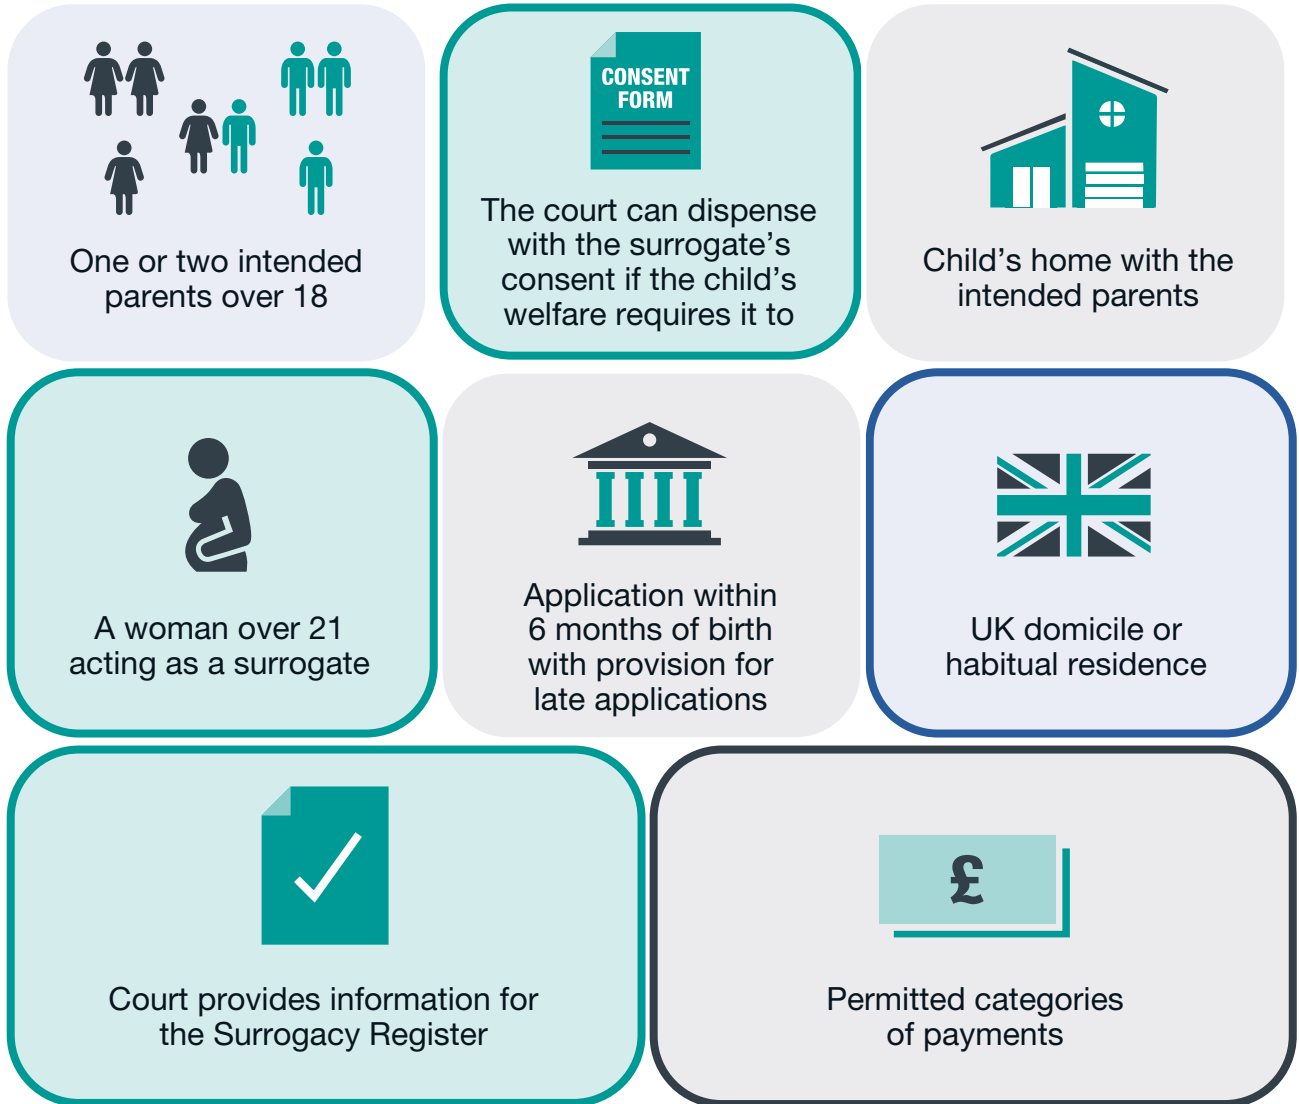 One or two intended
parents over 18
CONSENT
FORM
The court can dispense
with the surrogate’s
consent if the child’s
welfare requires it to
Child’s home with the
intended parents
A woman over 21
acting as a surrogate
Application within
6 months of birth
with provision for
late applications
UK domicile or
habitual residence
Court provides information for
the Surrogacy Register
£
Permitted categories
of payments